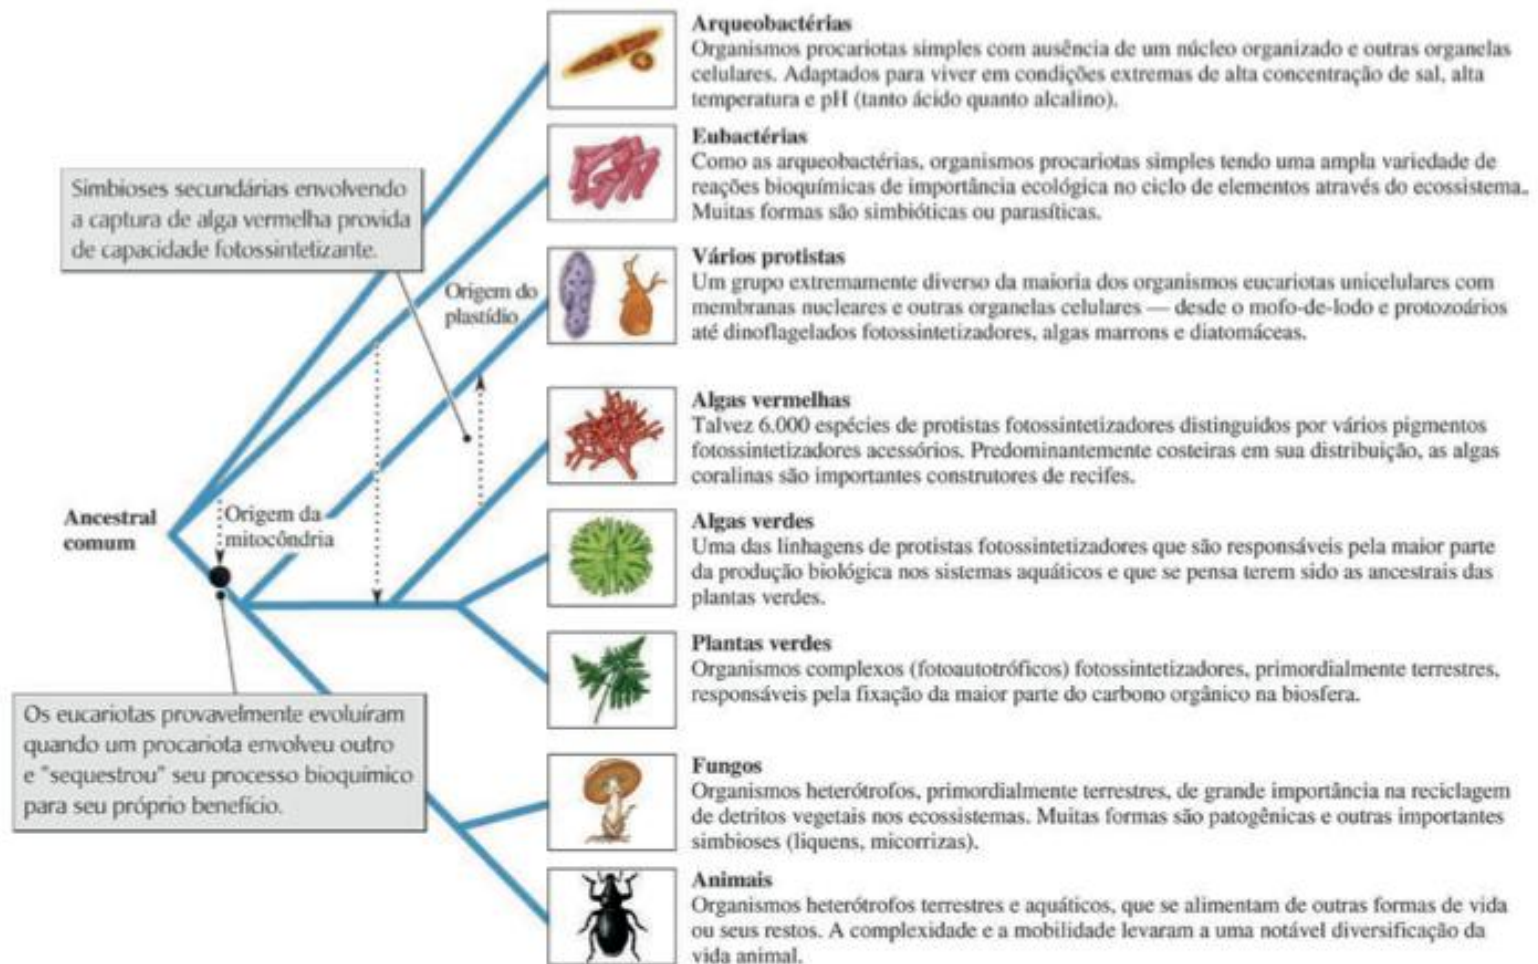 Arqueobactérias
Organismos procariotas simples com ausência de um núcleo organizado e outras organelas
celulares. Adaptados para viver em condições extremas de alta concentração de sal, alta
temperatura e pH (tanto ácido quanto alcalino).
Eubactérias
Como as arqueobactérias, organismos procariotas simples tendo uma ampla variedade de
reações bioquímicas de importância ecológica no ciclo de elementos através do ecossistema.
Muitas formas são simbióticas ou parasíticas.
Simbioses secundárias envolvendo
a captura de alga vermelha provida
de capacidade fotossintetizante.
Origem do
plastídio
Vários protistas
Um grupo extremamente diverso da maioria dos organismos eucariotas unicelulares com
membranas nucleares e outras organelas celulares — desde o mofo-de-lodo e protozoários
até dinoflagelados fotossintetizadores, algas marrons e diatomáceas.
Algas vermelhas
Talvez 6.000 espécies de protistas fotossintetizadores distinguidos por vários pigmentos
fotossintetizadores acessórios. Predominantemente costeiras em sua distribuição, as algas
coralinas são importantes construtores de recifes.
Ancestral
comum
Origem da
mitocôndria
Algas verdes
Uma das linhagens de protistas fotossintetizadores que são responsáveis pela maior parte
da produção biológica nos sistemas aquáticos e que se pensa terem sido as ancestrais das
plantas verdes.
Plantas verdes
Organismos complexos (fotoautotróficos) fotossintetizadores, primordialmente terrestres,
responsáveis pela fixação da maior parte do carbono orgânico na biosfera.
Os eucariotas provavelmente evoluíram
quando um procariota envolveu outro
e "sequestrou" seu processo bioquímico
para seu próprio benefício.
Fungos
Organismos heterótrofos, primordialmente terrestres, de grande importância na reciclagem
de detritos vegetais nos ecossistemas. Muitas formas são patogênicas e outras importantes
simbioses (liquens, micorrizas).
Animais
Organismos heterótrofos terrestres e aquáticos, que se alimentam de outras formas de vida
ou seus restos. A complexidade e a mobilidade levaram a uma notável diversificação da
vida animal.